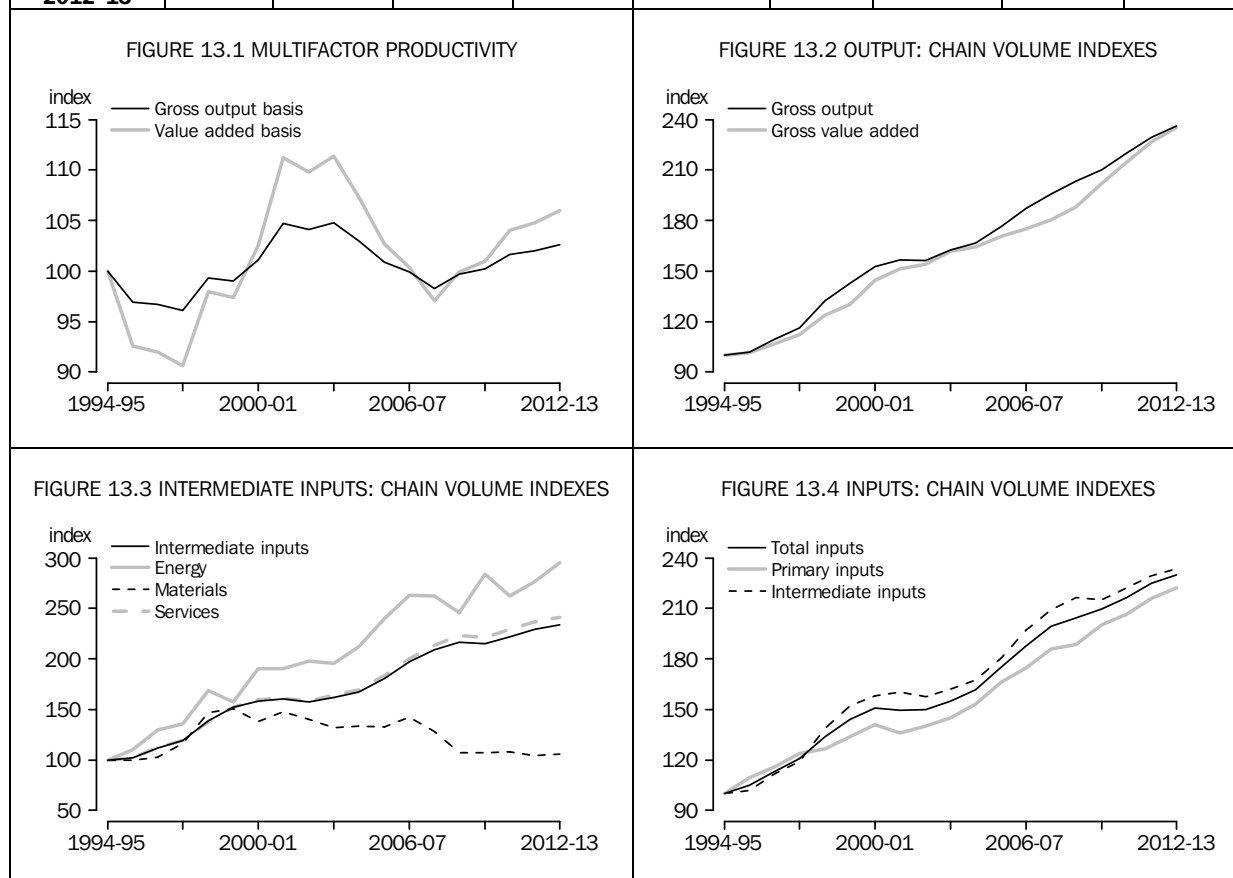 2012–13
FIGURE 13.1 MULTIFACTOR PRODUCTIVITY
index
Gross output basis
Value added basis
115
110
105
100
95
90
1994-95
2000-01
2006-07
2012-13
FIGURE 13.2 OUTPUT: CHAIN VOLUME INDEXES
index
Gross output
Gross value added
240
210
180
150
120
90
1994-95
2000-01
2006-07
2012-13
FIGURE 13.3 INTERMEDIATE INPUTS: CHAIN VOLUME INDEXES
index
Intermediate inputs
Energy
Materials
Services
300
250
200
150
100
50
1994-95
2000-01
2006-07
2012-13
FIGURE 13.4 INPUTS: CHAIN VOLUME INDEXES
index
Total inputs
Primary inputs
Intermediate inputs
240
210
180
150
120
90
1994-95
2000-01
2006-07
2012-13